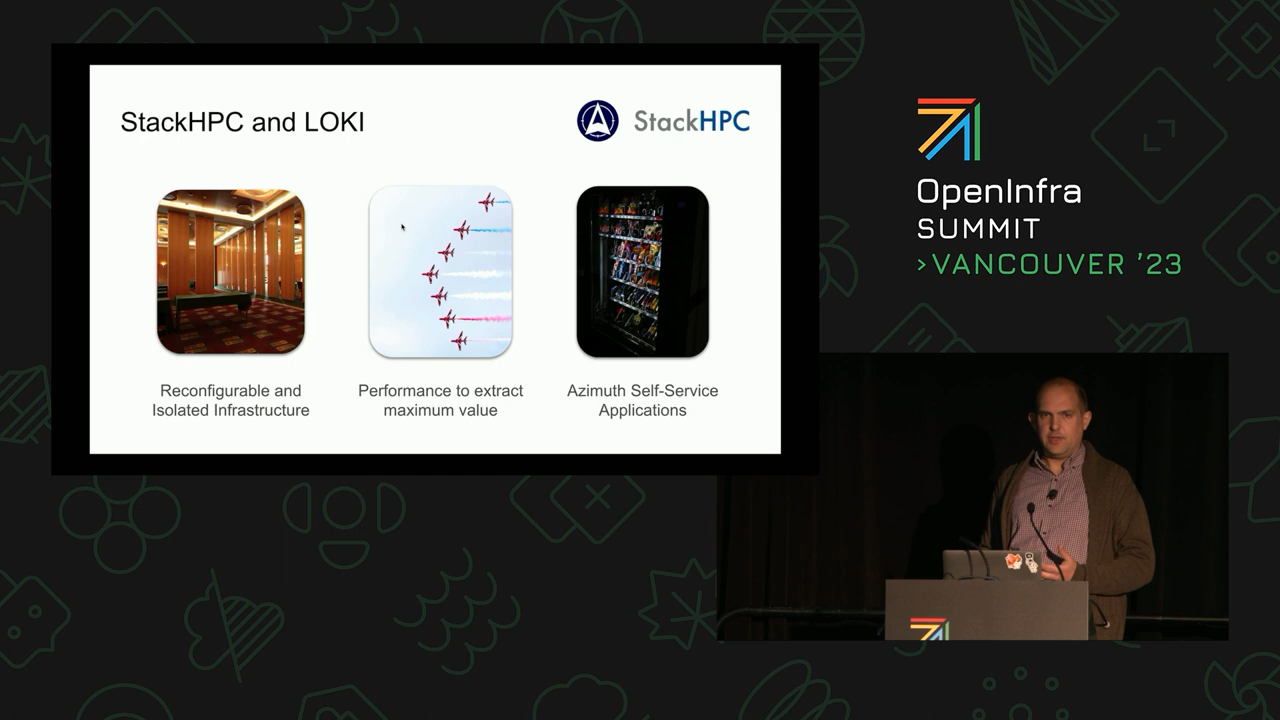 StackHPC and LOKI
StackHPC
Reconfigurable and
Isolated Infrastructure
Performance to extract
maximum value
Azimuth Self-Service
Applications
OpenInfra
SUMMIT
>VANCOUVER ’23